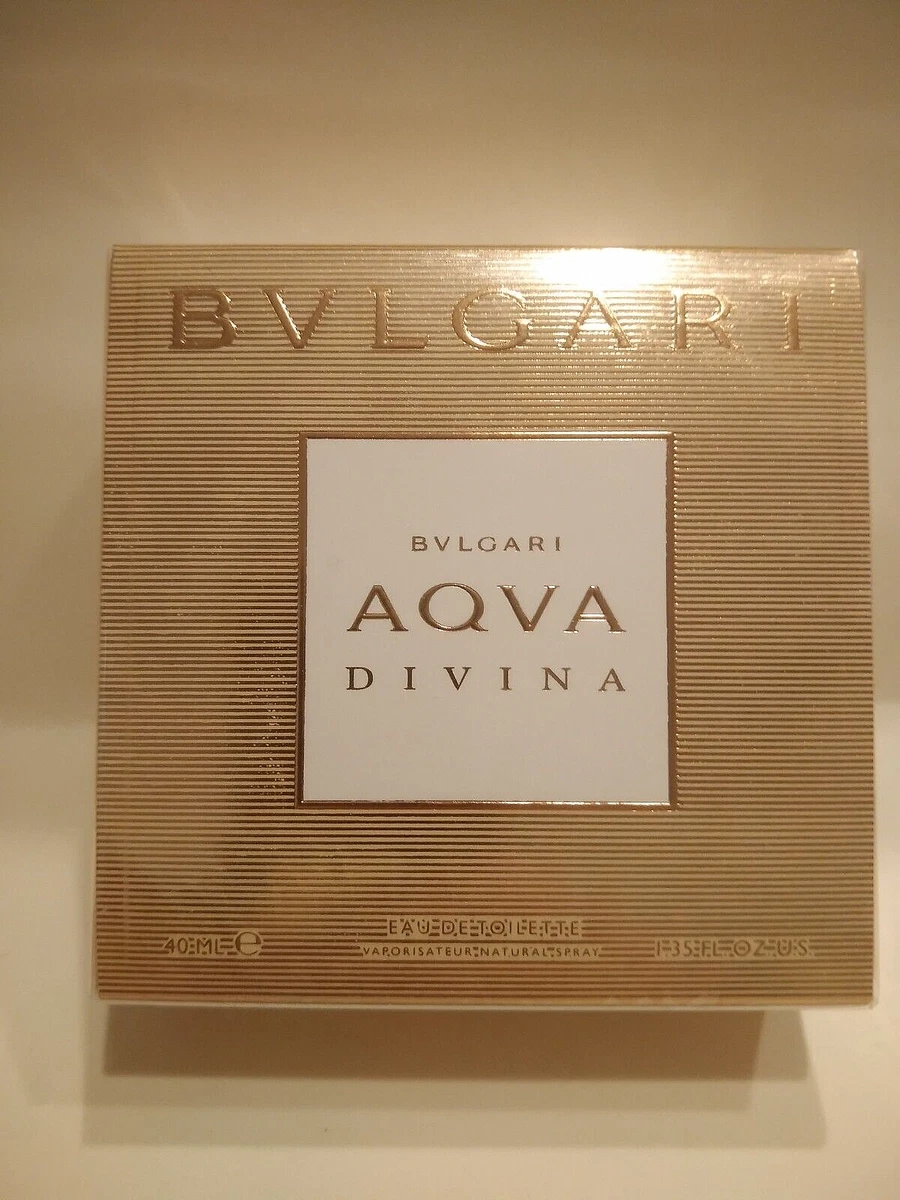 BVLGARI
BVLGARI
AQVA
DIVINA
EAU DE TOILETTE
40 ML e VAPORISATEUR NATURAL SPRAY 1.35 FL. OZ. U.S.